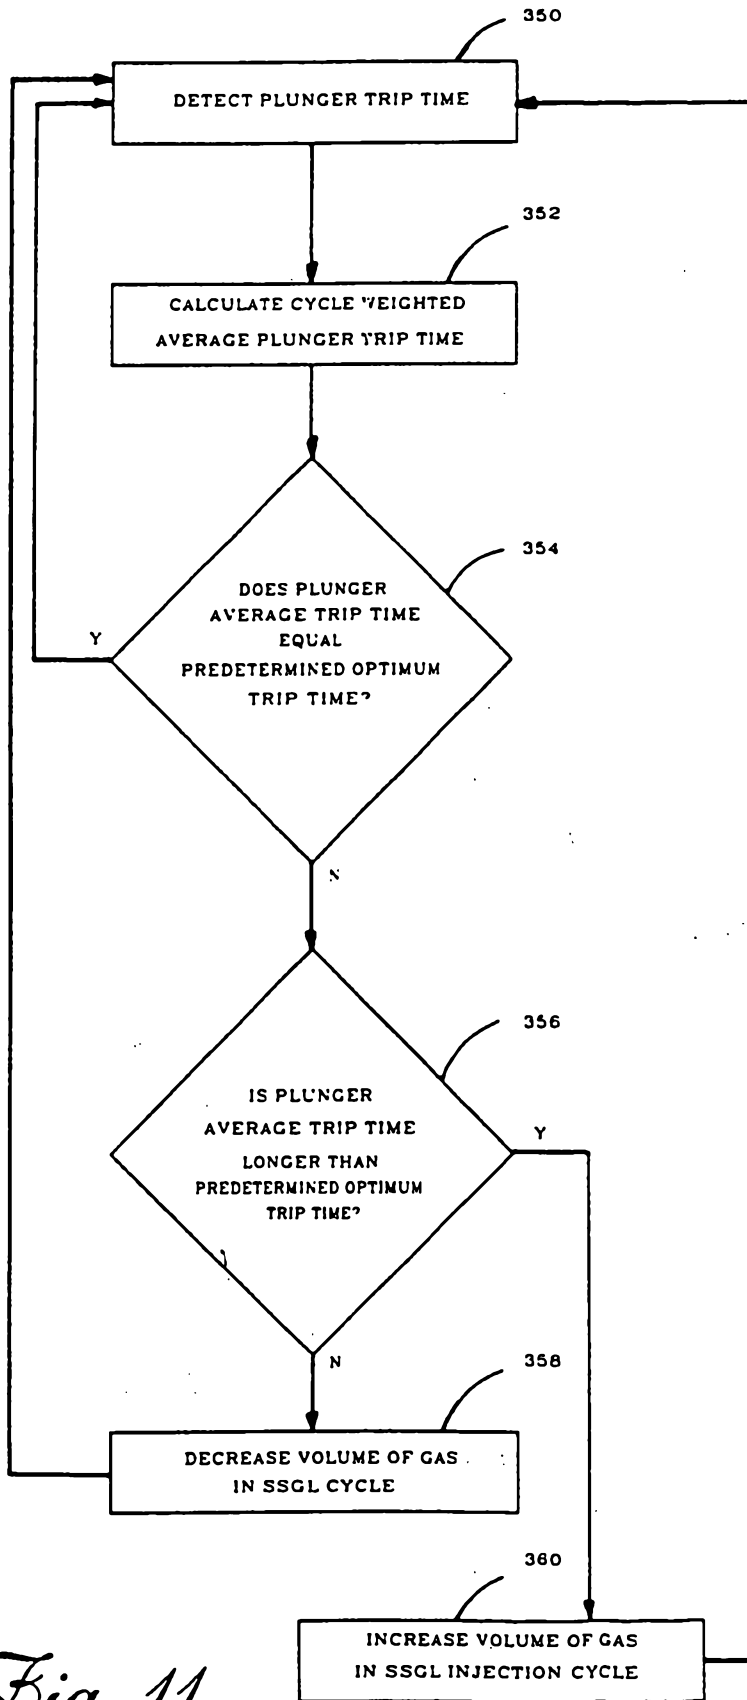 350
DETECT PLUNGER TRIP TIME
352
CALCULATE CYCLE WEIGHTED
AVERAGE PLUNGER TRIP TIME
354
DOES PLUNGER
AVERAGE TRIP TIME
EQUAL
PREDETERMINED OPTIMUM
TRIP TIME?
Y
N
356
IS PLUNGER
AVERAGE TRIP TIME
LONGER THAN
PREDETERMINED OPTIMUM
TRIP TIME?
Y
N
358
DECREASE VOLUME OF GAS
IN SSGL CYCLE
360
INCREASE VOLUME OF GAS
IN SSGL INJECTION CYCLE
Fig. 11